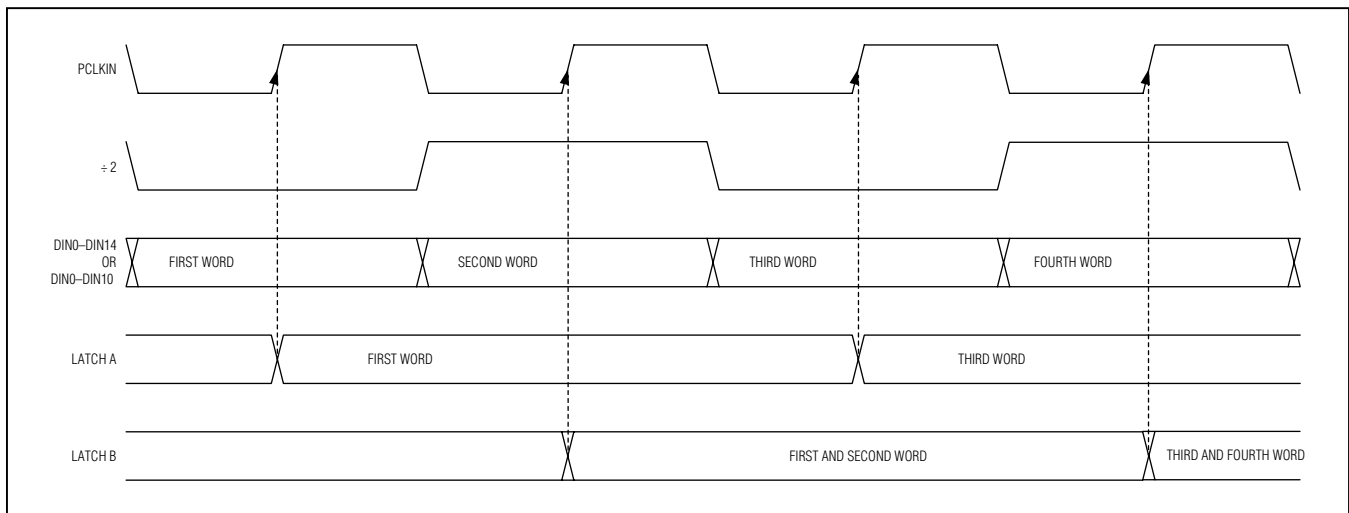 PCLKIN
÷ 2
DIN0–DIN14
OR
DIN0–DIN10
FIRST WORD
SECOND WORD
THIRD WORD
FOURTH WORD
LATCH A
FIRST WORD
THIRD WORD
LATCH B
FIRST AND SECOND WORD
THIRD AND FOURTH WORD